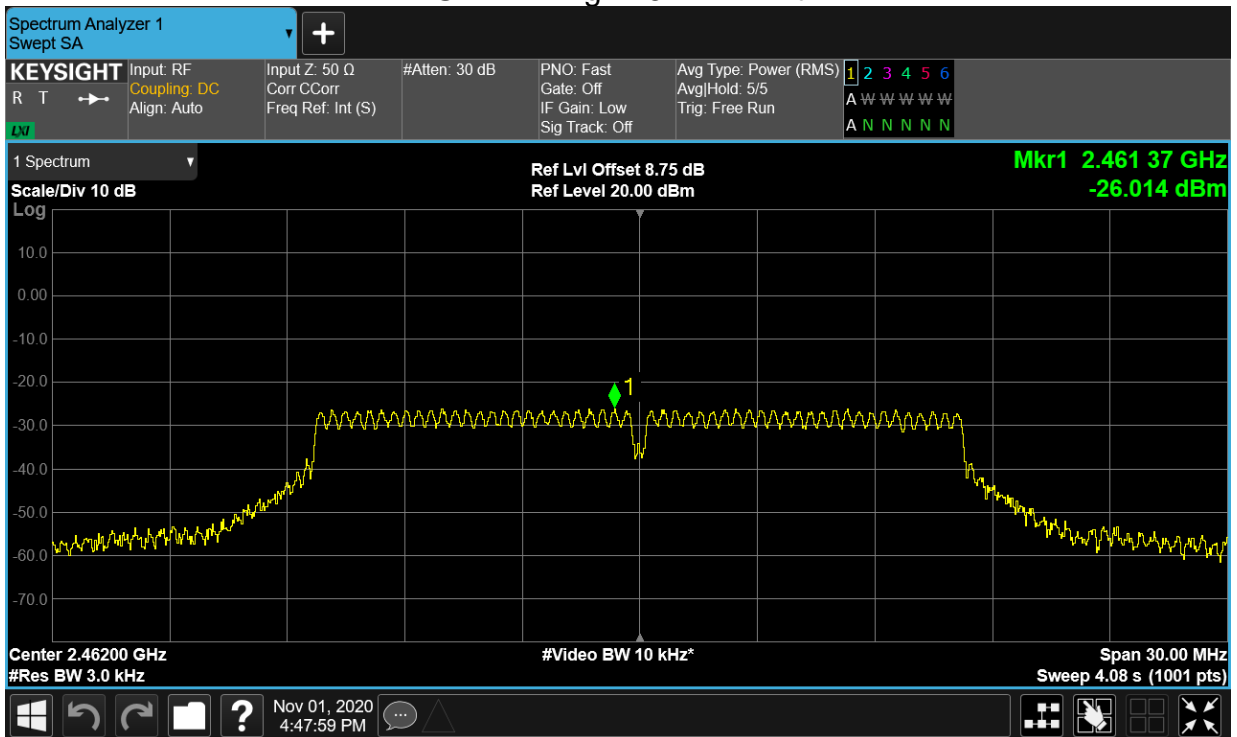 Spectrum Analyzer 1
Swept SA
+
KEYSIGHT
R T
LXI
Input: RF
Coupling: DC
Align: Auto
Input Z: 50 Ω
Corr CCorr
Freq Ref: Int (S)
#Atten: 30 dB
PNO: Fast
Gate: Off
IF Gain: Low
Sig Track: Off
Avg Type: Power (RMS)
Avg|Hold: 5/5
Trig: Free Run
1 2 3 4 5 6
A W W W W W
A N N N N N
1 Spectrum
Scale/Div 10 dB
Log
Ref Lvl Offset 8.75 dB
Ref Level 20.00 dBm
Mkr1 2.461 37 GHz
-26.014 dBm
10.0
0.00
-10.0
-20.0
1
-30.0
-40.0
-50.0
-60.0
-70.0
Center 2.46200 GHz
#Res BW 3.0 kHz
#Video BW 10 kHz*
Span 30.00 MHz
Sweep 4.08 s (1001 pts)
?
Nov 01, 2020
4:47:59 PM